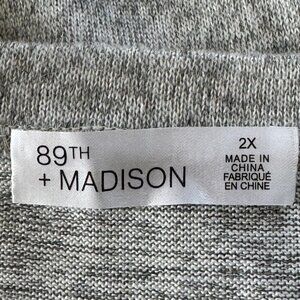 89TH
+ MADISON
2X
MADE IN
CHINA
FABRIQUÉ
EN CHINE